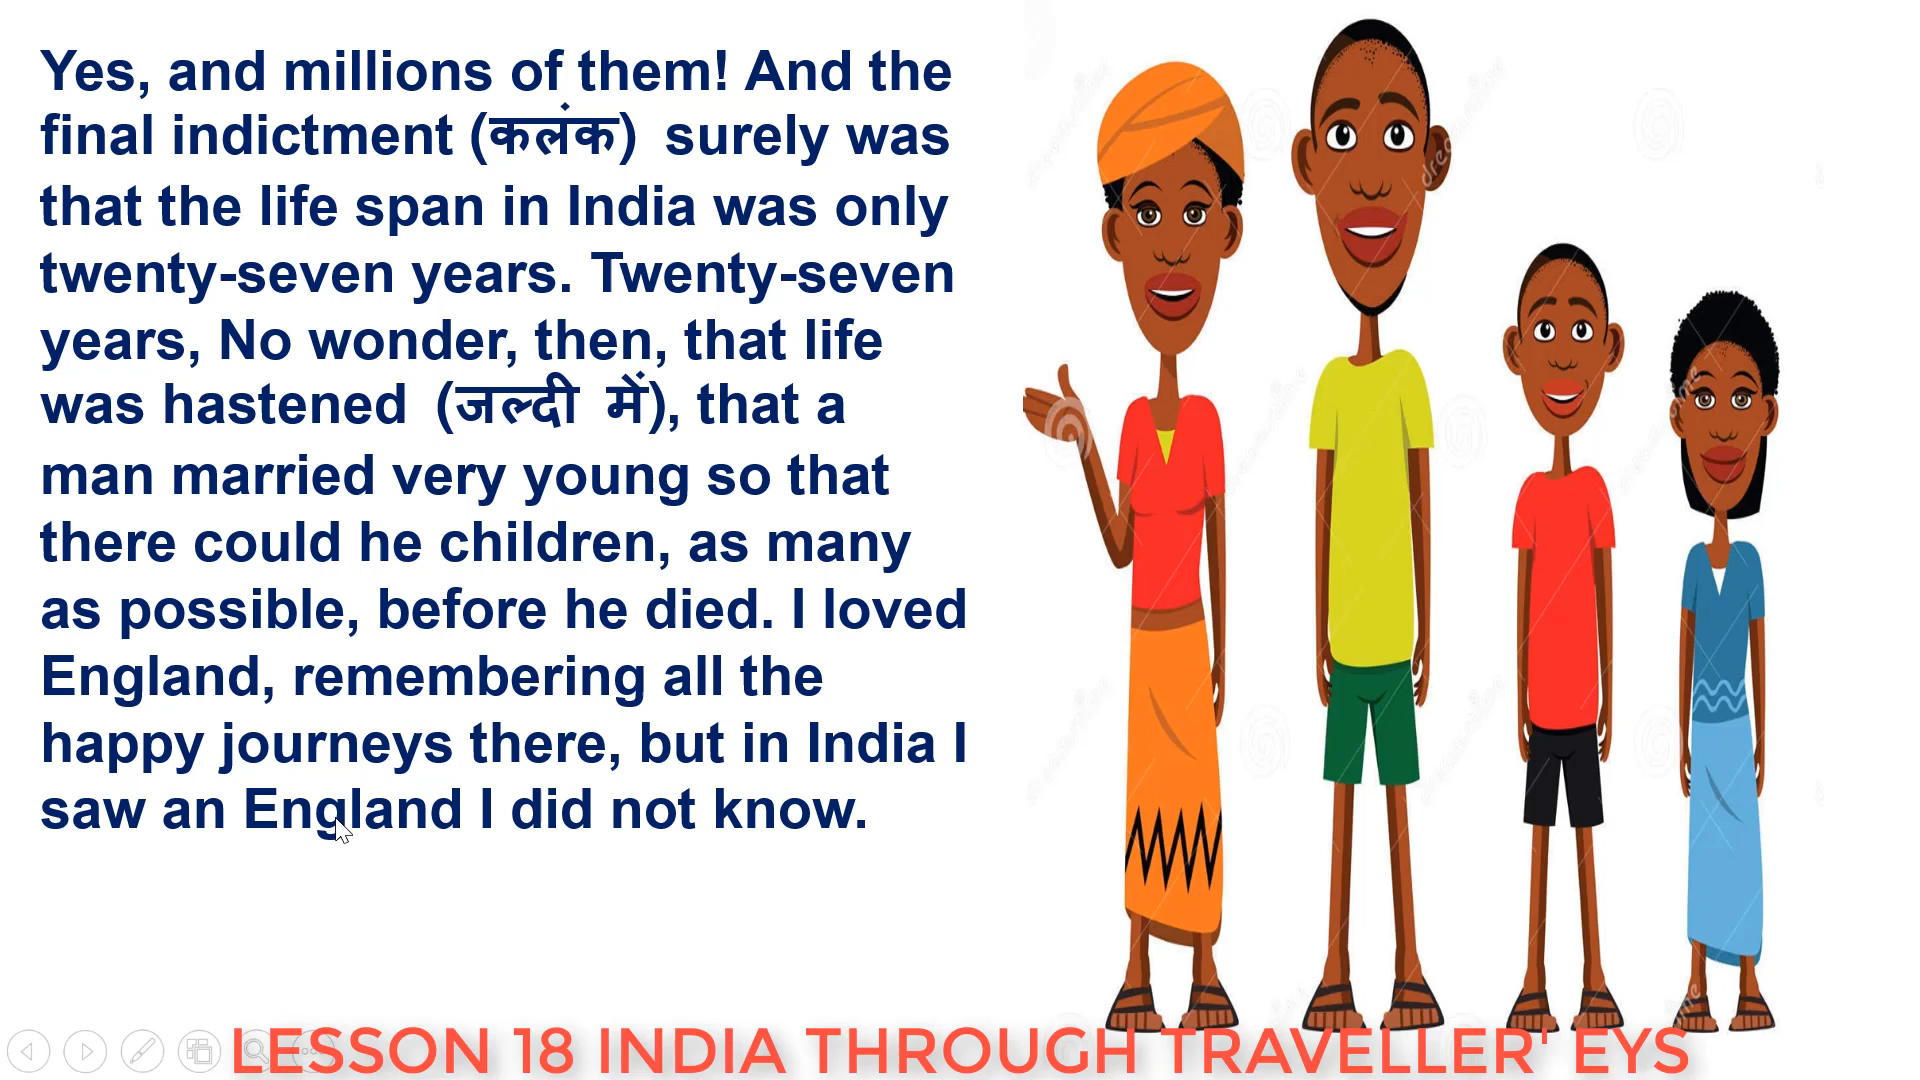 Yes, and millions of them! And the
final indictment (कलंक) surely was
that the life span in India was only
twenty-seven years. Twenty-seven
years, No wonder, then, that life
was hastened (जल्दी में), that a
man married very young so that
there could he children, as many
as possible, before he died. I loved
England, remembering all the
happy journeys there, but in India I
saw an England I did not know.
LESSON 18 INDIA THROUGH TRAVELLER' EYS